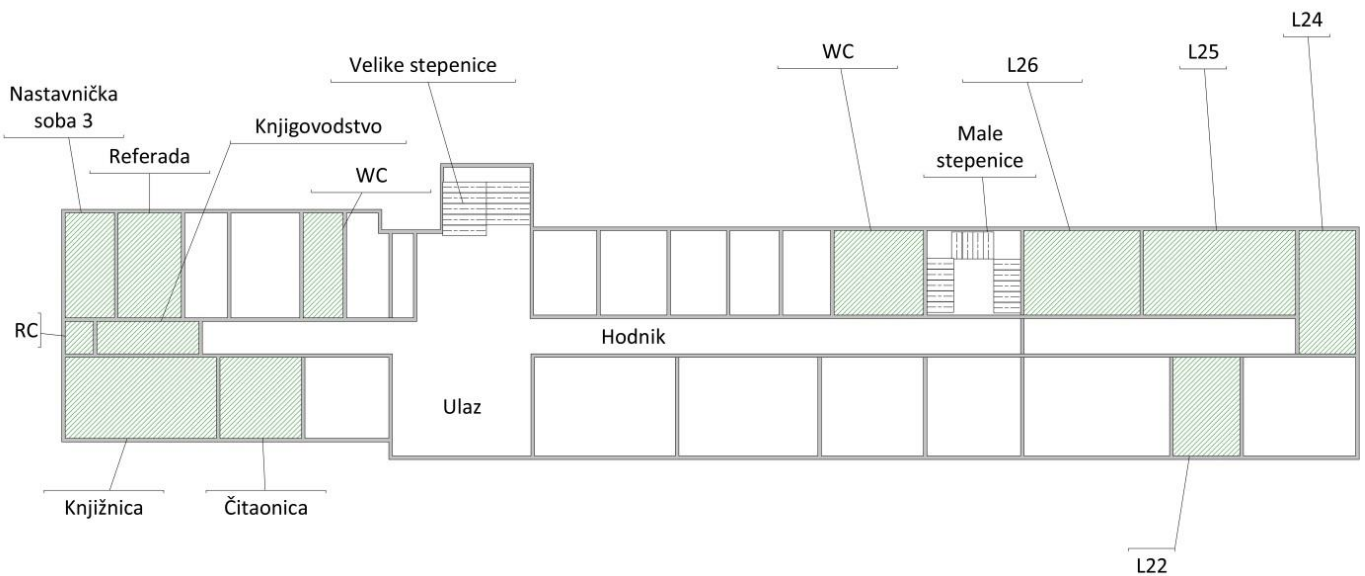 L24
Velike stepenice
WC
L26
L25
Nastavnička
soba 3
Knjigovodstvo
Male
stepenice
Referada
WC
RC
Hodnik
Ulaz
Knjižnica
Čitaonica
L22